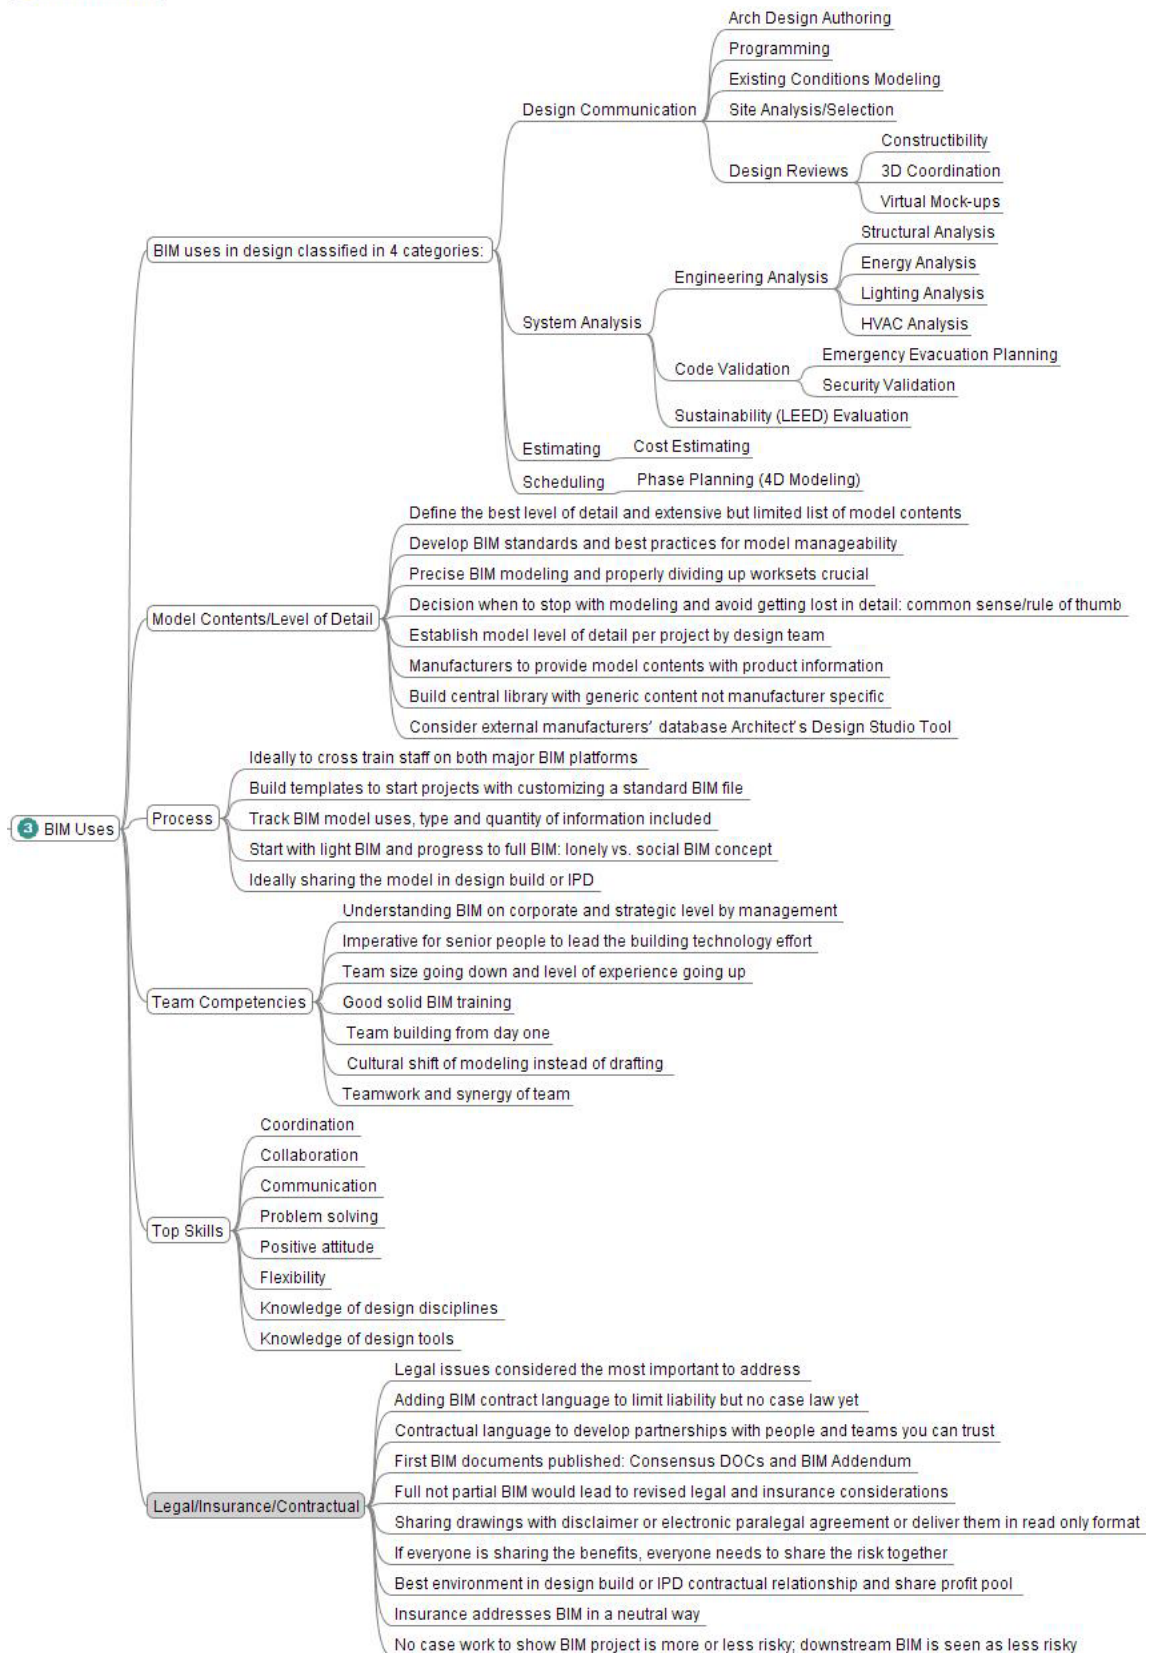 Arch Design Authoring
Programming
Existing Conditions Modeling
Design Communication
Site Analysis/Selection
Constructibility
Design Reviews
3D Coordination
Virtual Mock-ups
BIM uses in design classified in 4 categories:
Structural Analysis
Engineering Analysis
Energy Analysis
Lighting Analysis
System Analysis
HVAC Analysis
Code Validation
Emergency Evacuation Planning
Security Validation
Sustainability (LEED) Evaluation
Estimating
Cost Estimating
Scheduling
Phase Planning (4D Modeling)
Define the best level of detail and extensive but limited list of model contents
Develop BIM standards and best practices for model manageability
Precise BIM modeling and properly dividing up worksets crucial
Model Contents/Level of Detail
Decision when to stop with modeling and avoid getting lost in detail: common sense/rule of thumb
Establish model level of detail per project by design team
Manufacturers to provide model contents with product information
Build central library with generic content not manufacturer specific
Consider external manufacturers’ database Architect's Design Studio Tool
3 BIM Uses
Ideally to cross train staff on both major BIM platforms
Build templates to start projects with customizing a standard BIM file
Process
Track BIM model uses, type and quantity of information included
Start with light BIM and progress to full BIM: lonely vs. social BIM concept
Ideally sharing the model in design build or IPD
Understanding BIM on corporate and strategic level by management
Imperative for senior people to lead the building technology effort
Team size going down and level of experience going up
Team Competencies
Good solid BIM training
Team building from day one
Cultural shift of modeling instead of drafting
Teamwork and synergy of team
Coordination
Collaboration
Communication
Top Skills
Problem solving
Positive attitude
Flexibility
Knowledge of design disciplines
Knowledge of design tools
Legal issues considered the most important to address
Adding BIM contract language to limit liability but no case law yet
Contractual language to develop partnerships with people and teams you can trust
First BIM documents published: Consensus DOCs and BIM Addendum
Legal/Insurance/Contractual
Full not partial BIM would lead to revised legal and insurance considerations
Sharing drawings with disclaimer or electronic paralegal agreement or deliver them in read only format
If everyone is sharing the benefits, everyone needs to share the risk together
Best environment in design build or IPD contractual relationship and share profit pool
Insurance addresses BIM in a neutral way
No case work to show BIM project is more or less risky; downstream BIM is seen as less risky